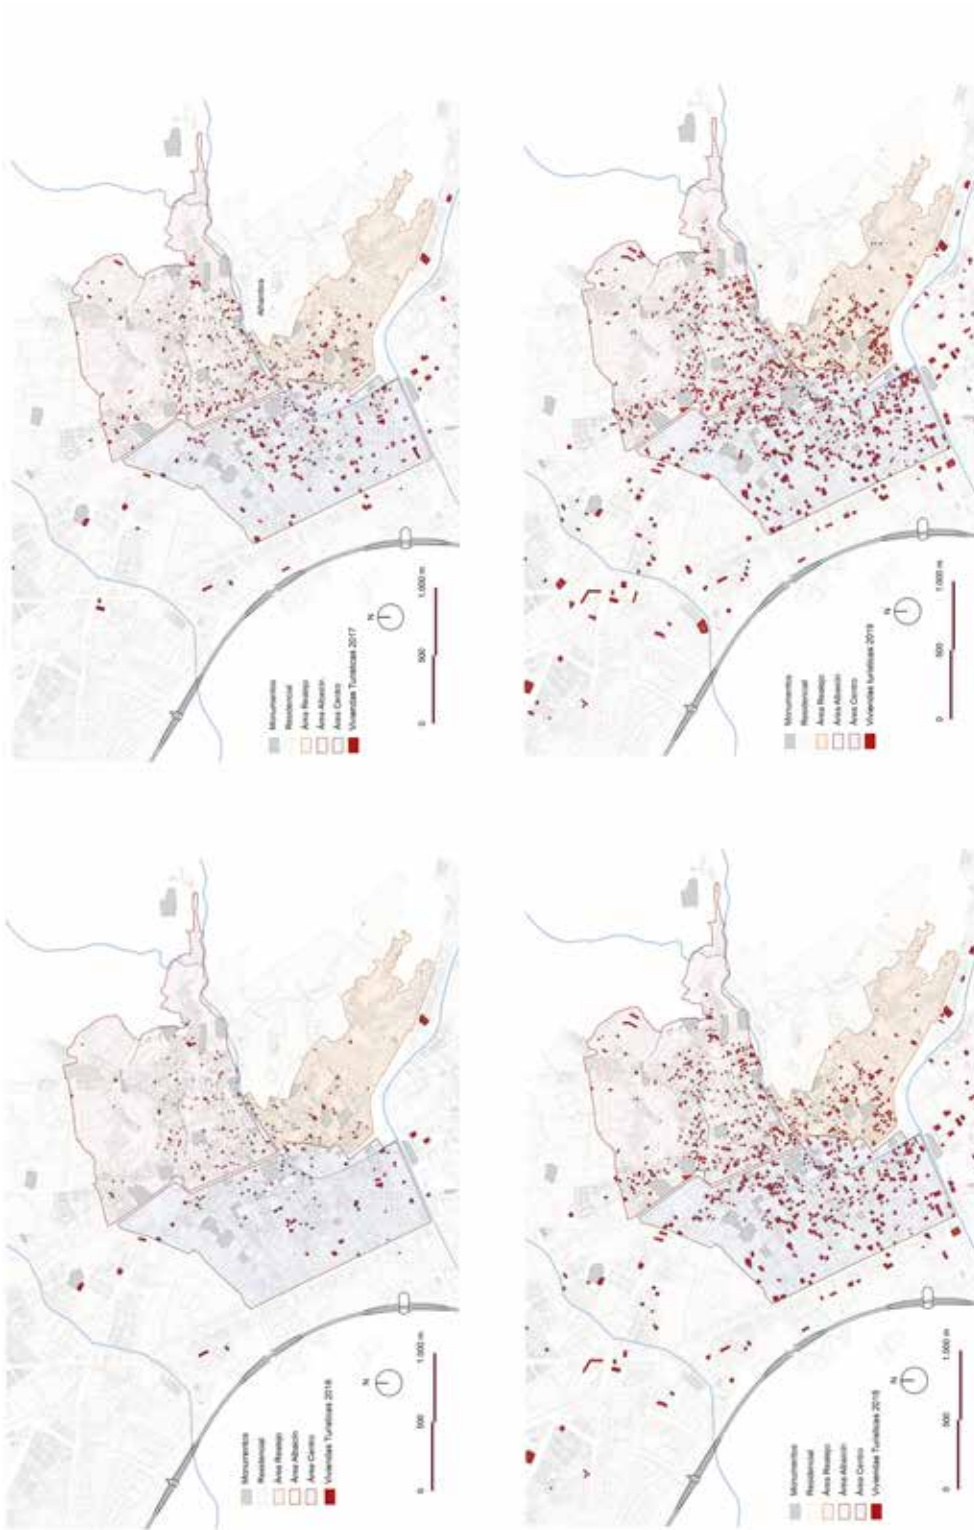 Monumentos
Residencial
Área Realejo
Área Albaicín
Área Centro
Viviendas Turísticas 2016
N
0 500 1.000 m
Alhambra
Monumentos
Residencial
Área Realejo
Área Albaicín
Área Centro
Viviendas Turísticas 2017
N
0 500 1.000 m
Monumentos
Residencial
Área Realejo
Área Albaicín
Área Centro
Viviendas Turísticas 2018
N
0 500 1.000 m
Monumentos
Residencial
Área Realejo
Área Albaicín
Área Centro
Viviendas turísticas 2019
N
0 500 1.000 m